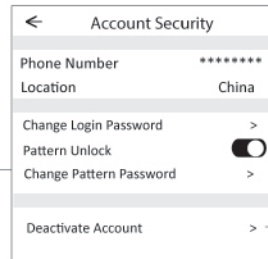 ← Account Security
Phone Number ********
Location China
Change Login Password >
Pattern Unlock
Change Pattern Password >
Deactivate Account >